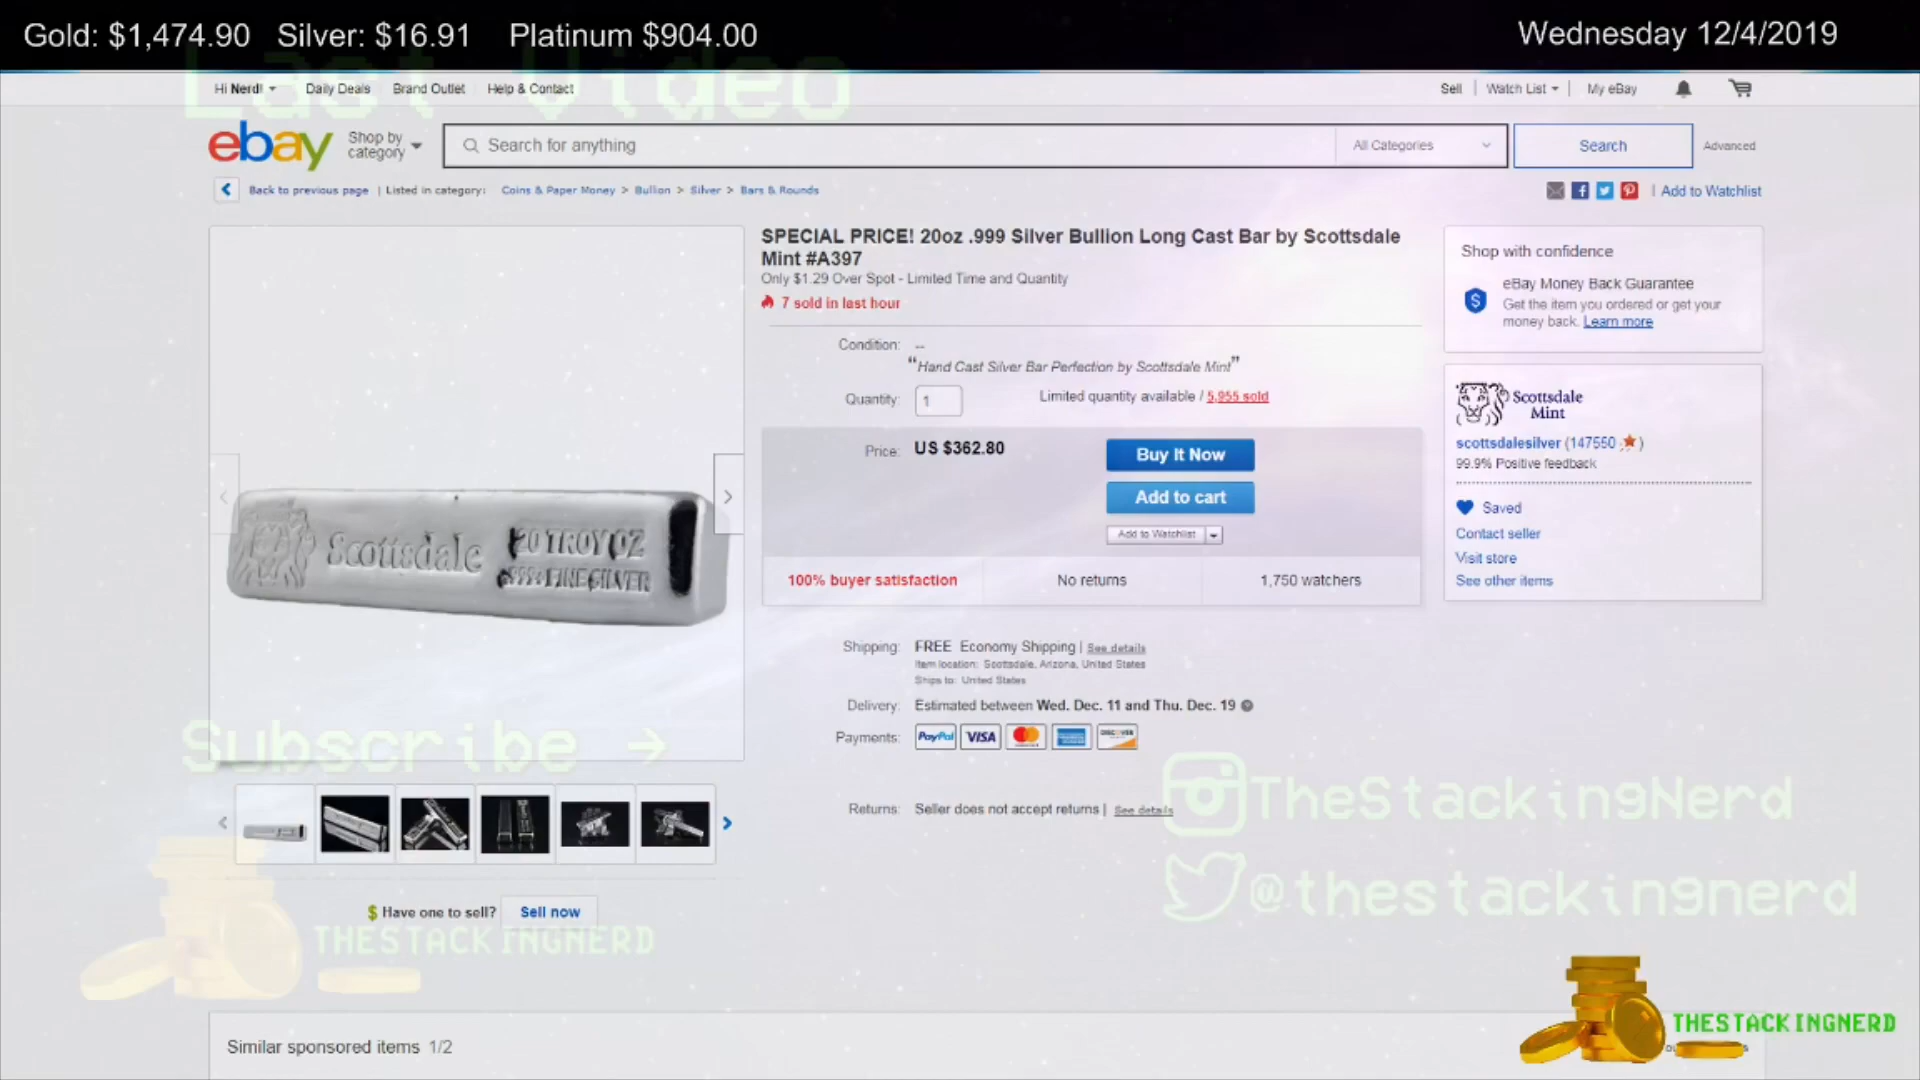 Gold: $1,474.90 Silver: $16.91 Platinum $904.00
Wednesday 12/4/2019
Last Video
Hi Nerd! Daily Deals Brand Outlet Help & Contact
Sell Watch List My eBay
ebay
Shop by category
Search for anything
All Categories
Search
Advanced
Back to previous page | Listed in category: Coins & Paper Money > Bullion > Silver > Bars & Rounds
| Add to Watchlist
SPECIAL PRICE! 20oz .999 Silver Bullion Long Cast Bar by Scottsdale
Mint #A397
Only $1.29 Over Spot - Limited Time and Quantity
7 sold in last hour
Condition: --
"Hand Cast Silver Bar Perfection by Scottsdale Mint"
Quantity: 1
Limited quantity available / 5,955 sold
Price: US $362.80
Buy It Now
Add to cart
Add to Watchlist
100% buyer satisfaction
No returns
1,750 watchers
Shipping: FREE Economy Shipping | See details
Item location: Scottsdale, Arizona, United States
Ships to: United States
Delivery: Estimated between Wed. Dec. 11 and Thu. Dec. 19
Payments: PayPal VISA DISCOVER
Returns: Seller does not accept returns | See details
Shop with confidence
eBay Money Back Guarantee
Get the item you ordered or get your
money back. Learn more
Scottsdale
Mint
scottsdalesilver (147550)
99.9% Positive feedback
Saved
Contact seller
Visit store
See other items
Scottsdale
20 TROY OZ
.999+ FINE SILVER
Subscribe →
TheStackingNerd
@thestackingnerd
$ Have one to sell? Sell now
THESTACKINGNERD
THESTACKINGNERD
Similar sponsored items 1/2